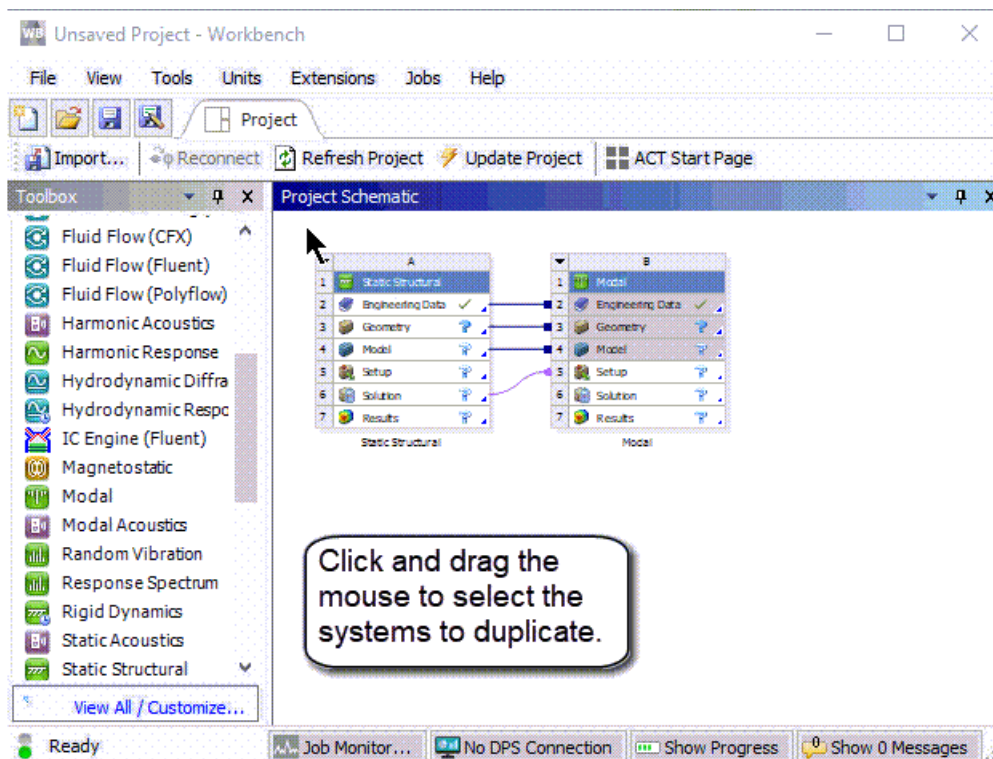 WB Unsaved Project - Workbench
File View Tools Units Extensions Jobs Help
Project
Import... Reconnect Refresh Project Update Project ACT Start Page
Toolbox
Fluid Flow (CFX)
Fluid Flow (Fluent)
Fluid Flow (Polyflow)
Harmonic Acoustics
Harmonic Response
Hydrodynamic Diffra
Hydrodynamic Respo
IC Engine (Fluent)
Magnetostatic
Modal
Modal Acoustics
Random Vibration
Response Spectrum
Rigid Dynamics
Static Acoustics
Static Structural
View All / Customize...
Project Schematic
A
1 Static Structural
2 Engineering Data
3 Geometry
4 Model
5 Setup
6 Solution
7 Results
Static Structural
B
1 Modal
2 Engineering Data
3 Geometry
4 Model
5 Setup
6 Solution
7 Results
Modal
Click and drag the
mouse to select the
systems to duplicate.
Ready Job Monitor... No DPS Connection Show Progress 0 Show 0 Messages